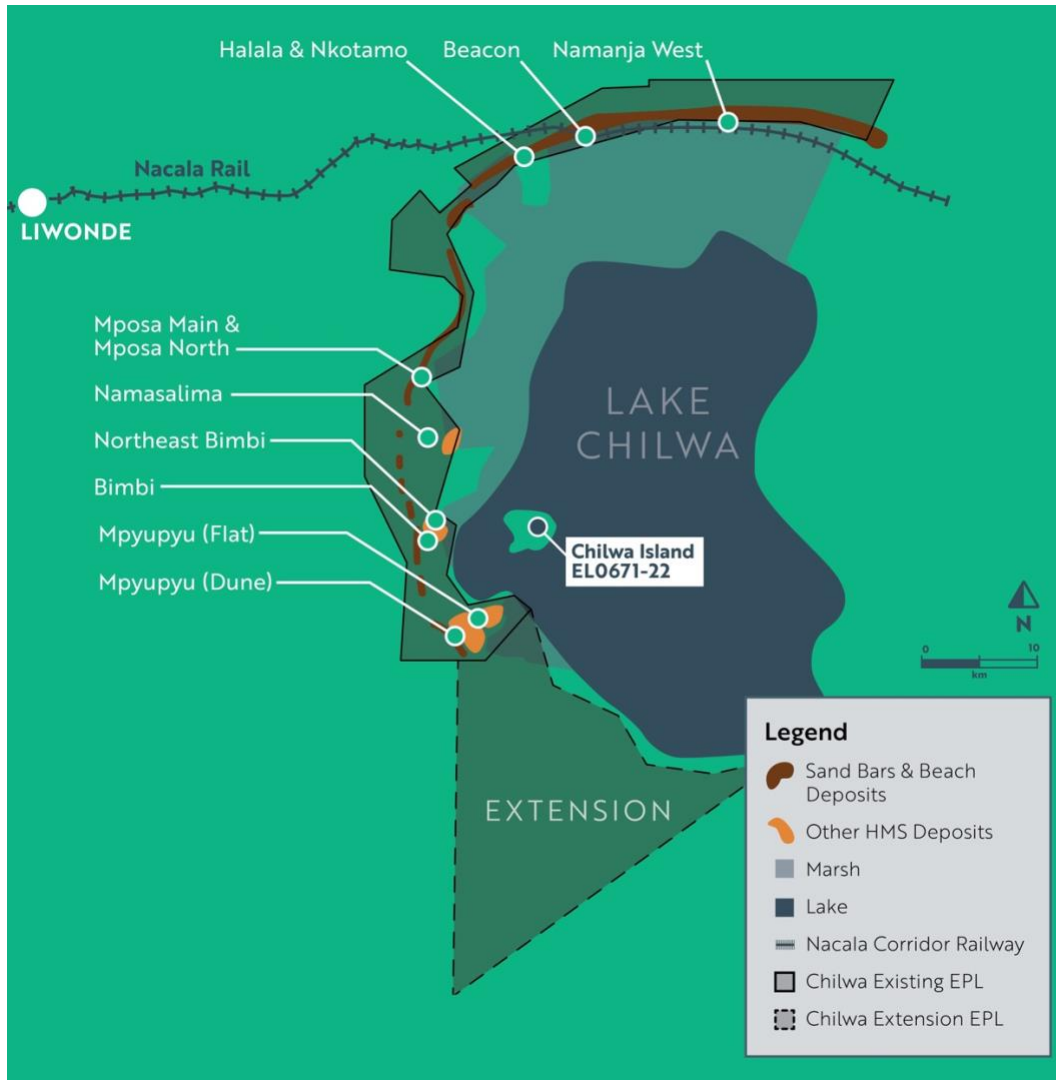 Halala & Nkotamo
Beacon
Namanja West
Nacala Rail
LIWONDE
Mposa Main &
Mposa North
Namasalima
Northeast Bimbi
Bimbi
Mpyupyu (Flat)
Mpyupyu (Dune)
LAKE
CHILWA
Chilwa Island
EL0671-22
N
0 10
km
EXTENSION
Legend
Sand Bars & Beach
Deposits
Other HMS Deposits
Marsh
Lake
Nacala Corridor Railway
Chilwa Existing EPL
Chilwa Extension EPL